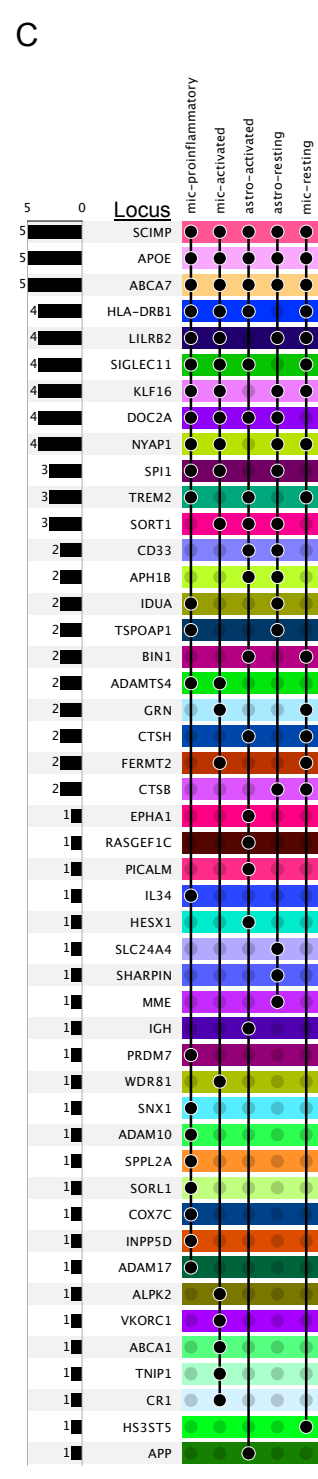 C
mic-proinflammatory
mic-activated
astro-activated
astro-resting
mic-resting
5 0 Locus
5 SCIMP
5 APOE
5 ABCA7
4 HLA-DRB1
4 LILRB2
4 SIGLEC11
4 KLF16
4 DOC2A
4 NYAP1
3 SPI1
3 TREM2
3 SORT1
2 CD33
2 APH1B
2 IDUA
2 TSPOAP1
2 BIN1
2 ADAMTS4
2 GRN
2 CTSH
2 FERMT2
2 CTSB
1 EPHA1
1 RASGEF1C
1 PICALM
1 IL34
1 HESX1
1 SLC24A4
1 SHARPIN
1 MME
1 IGH
1 PRDM7
1 WDR81
1 SNX1
1 ADAM10
1 SPPL2A
1 SORL1
1 COX7C
1 INPP5D
1 ADAM17
1 ALPK2
1 VKORC1
1 ABCA1
1 TNIP1
1 CR1
1 HS3ST5
1 APP